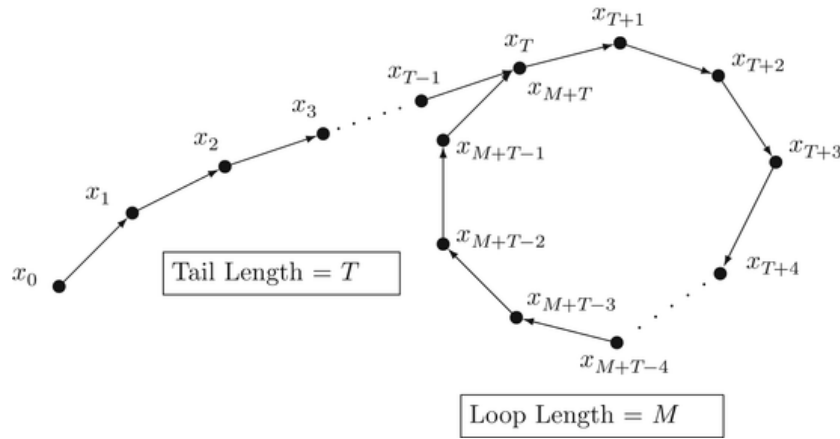 x_{T+1}
x_T
x_{T+2}
x_{T-1}
x_{M+T}
x_3
x_2
x_{M+T-1}
x_{T+3}
x_1
x_{M+T-2}
x_0
Tail Length = T
x_{T+4}
x_{M+T-3}
x_{M+T-4}
Loop Length = M